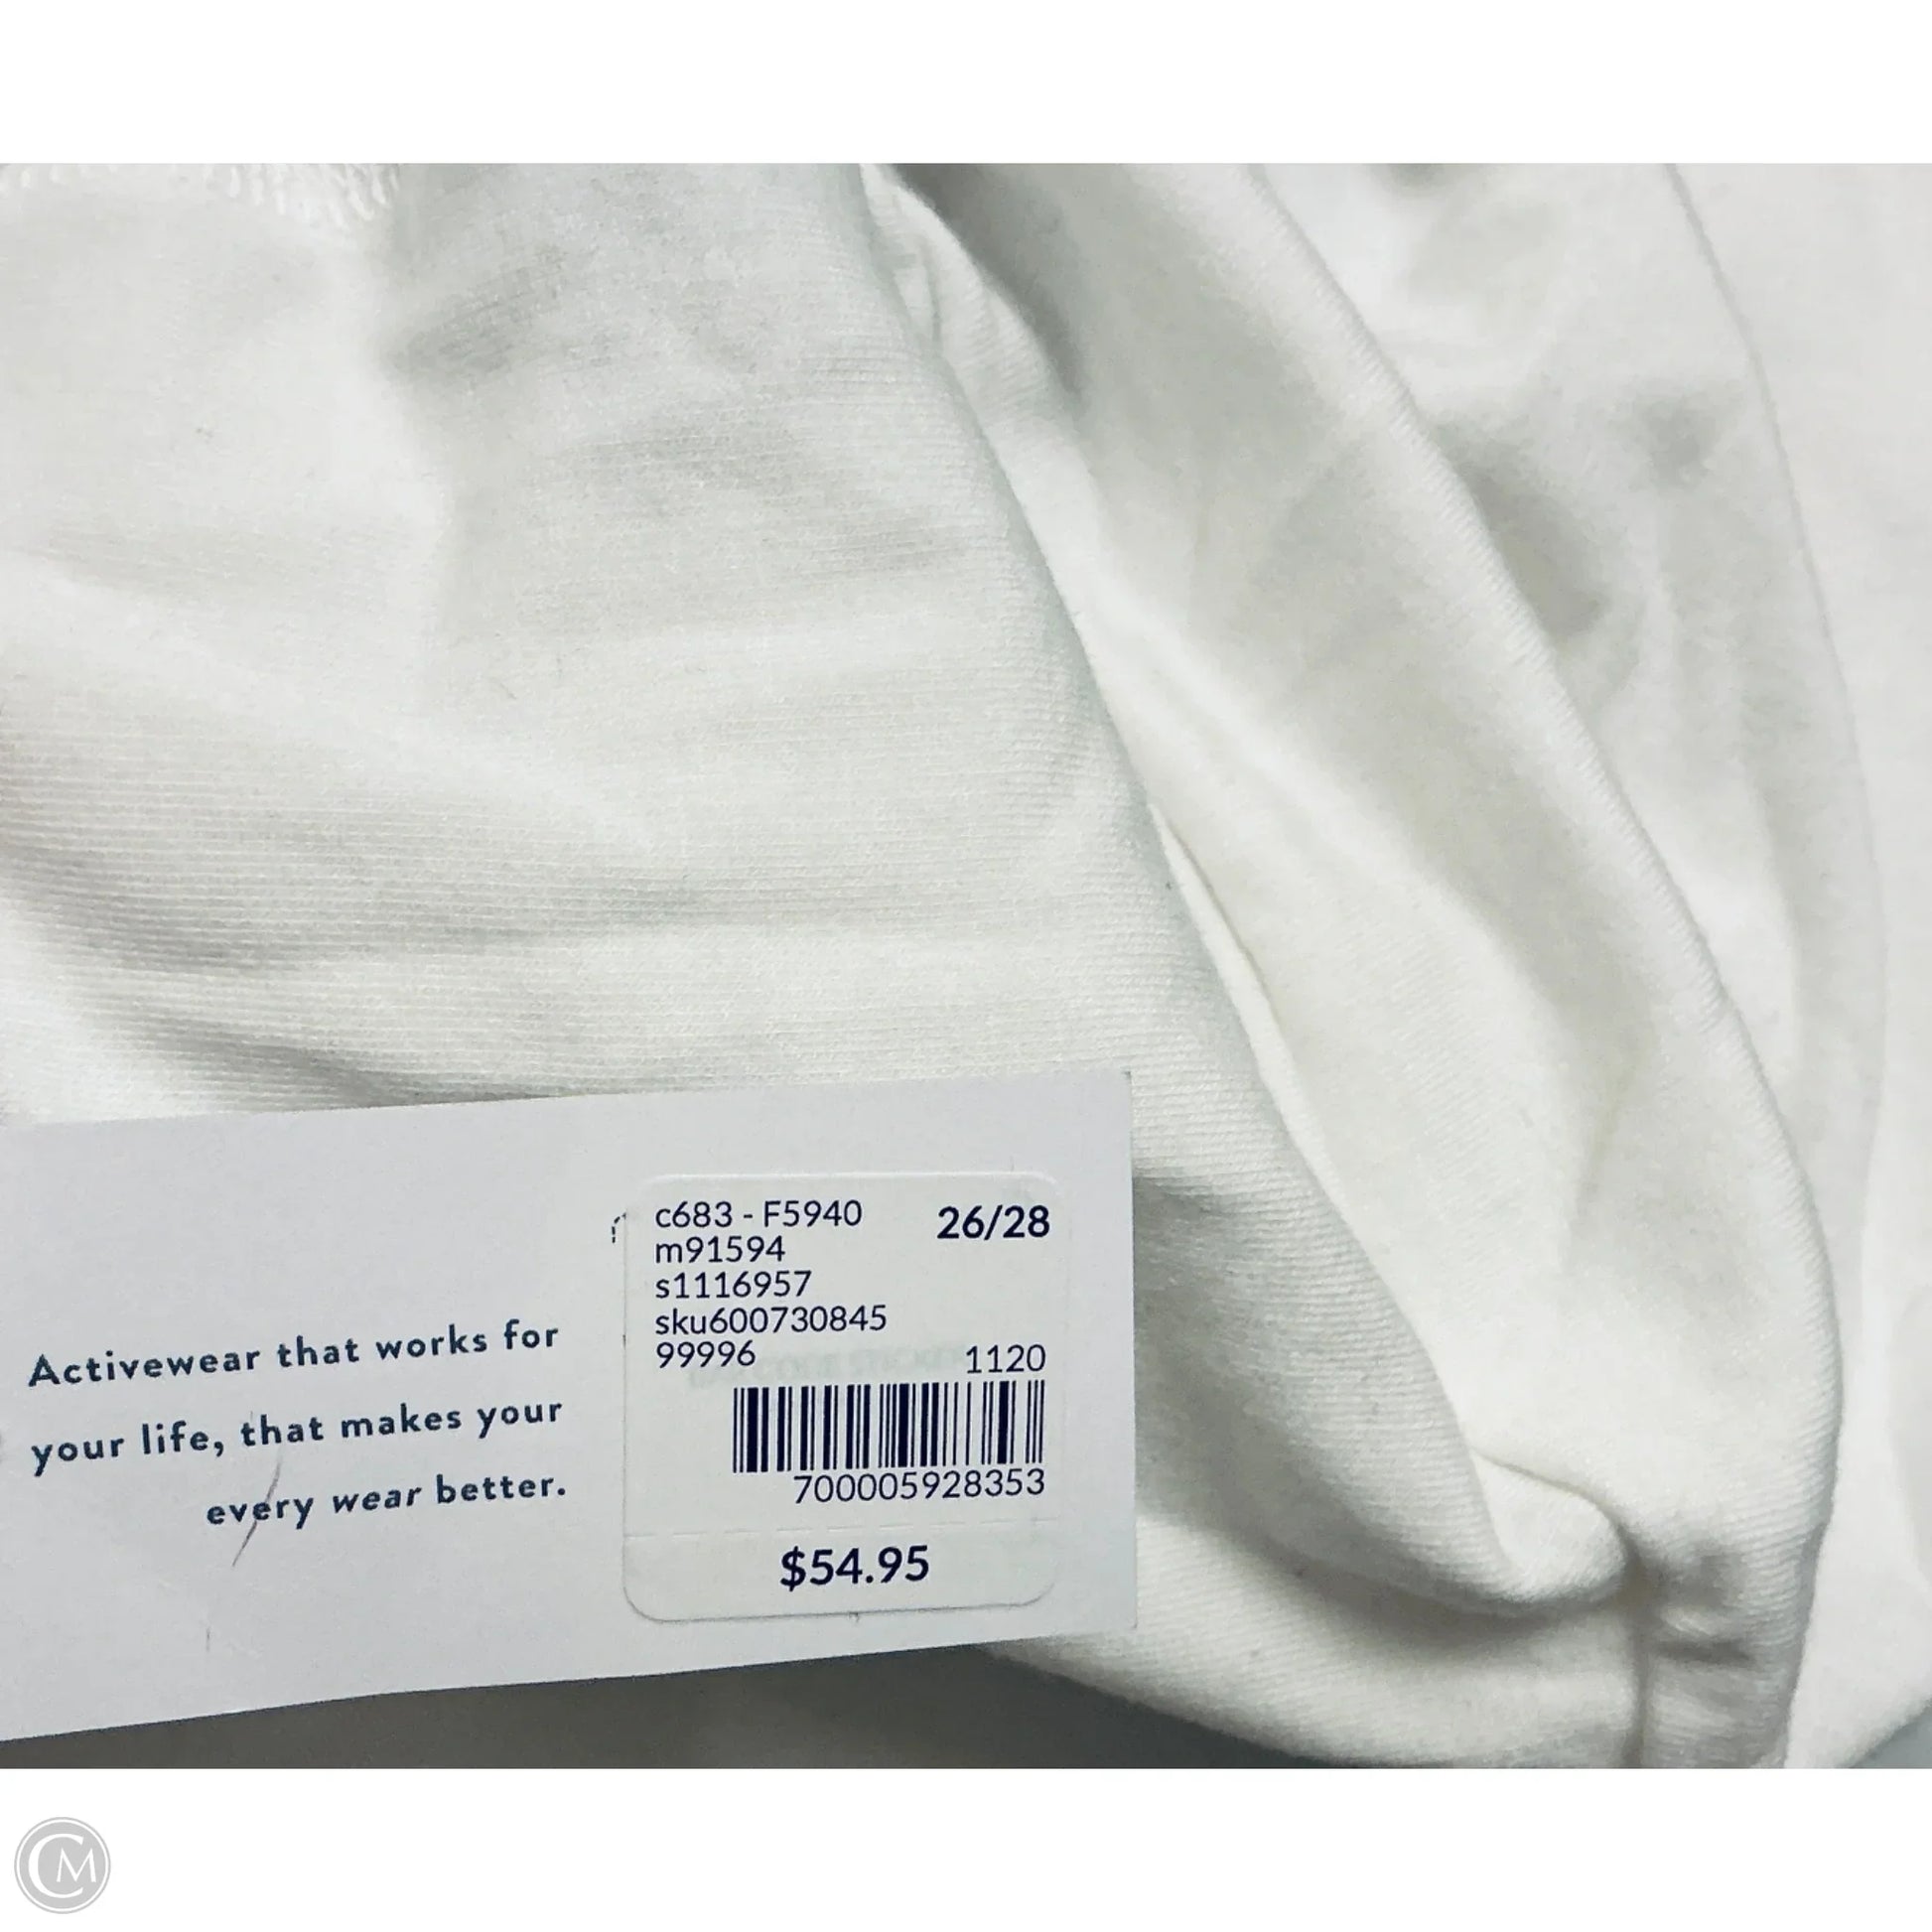 Activewear that works for
your life, that makes your
every wear better.
c683 - F5940 26/28
m91594
s1116957
sku600730845
99996 1120
700005928353
$54.95
CM